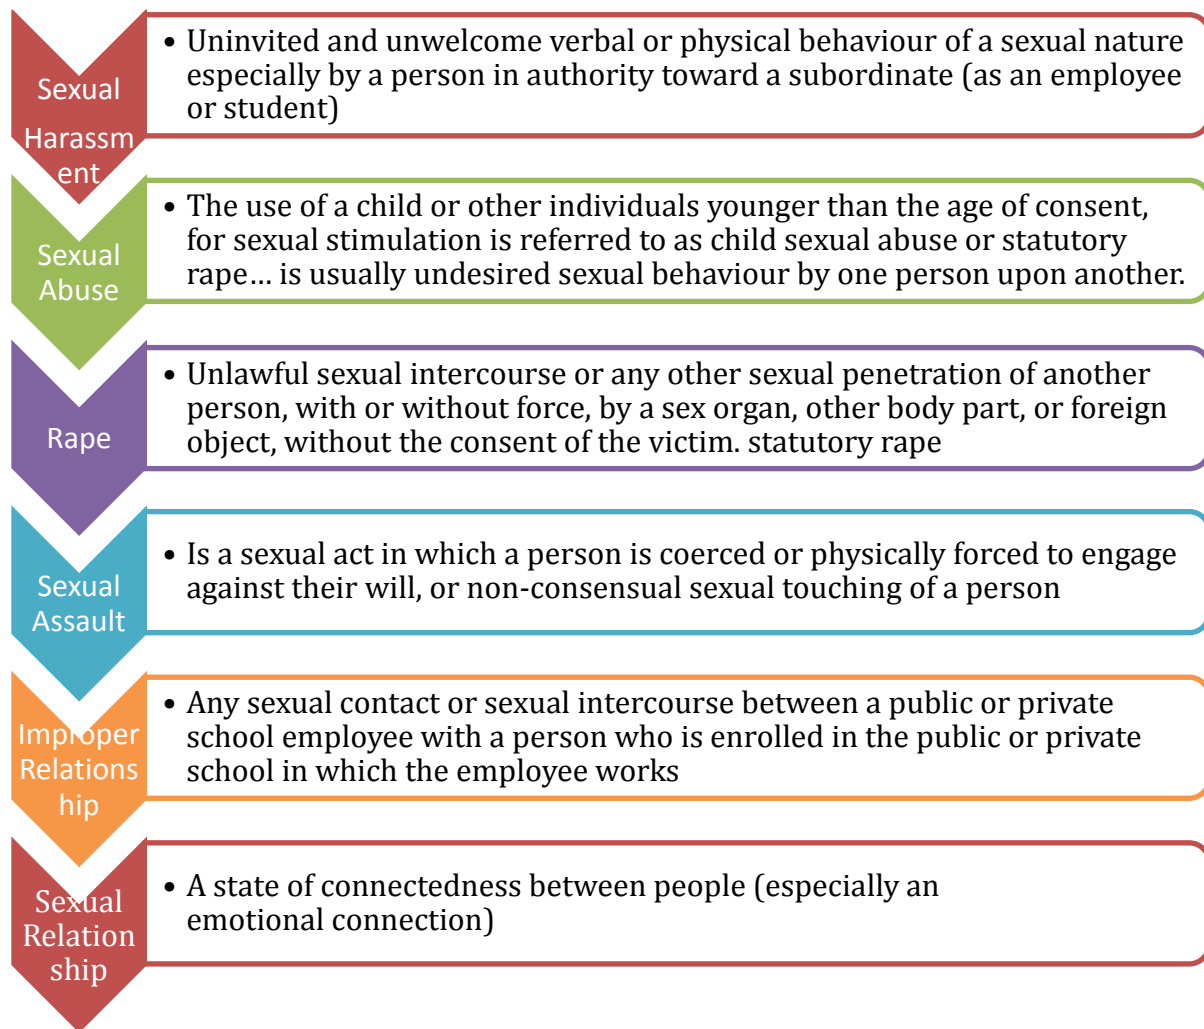 Sexual
Harassm
ent
• Uninvited and unwelcome verbal or physical behaviour of a sexual nature
especially by a person in authority toward a subordinate (as an employee
or student)
Sexual
Abuse
• The use of a child or other individuals younger than the age of consent,
for sexual stimulation is referred to as child sexual abuse or statutory
rape… is usually undesired sexual behaviour by one person upon another.
Rape
• Unlawful sexual intercourse or any other sexual penetration of another
person, with or without force, by a sex organ, other body part, or foreign
object, without the consent of the victim. statutory rape
Sexual
Assault
• Is a sexual act in which a person is coerced or physically forced to engage
against their will, or non-consensual sexual touching of a person
Improper
Relations
hip
• Any sexual contact or sexual intercourse between a public or private
school employee with a person who is enrolled in the public or private
school in which the employee works
Sexual
Relation
ship
• A state of connectedness between people (especially an
emotional connection)